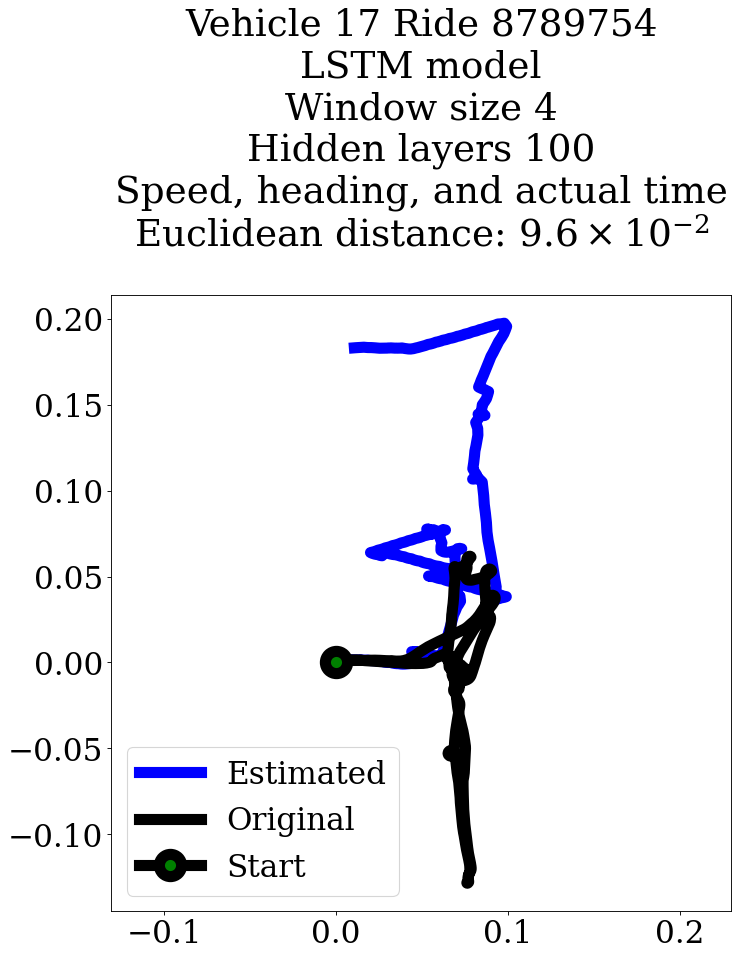 Vehicle 17 Ride 8789754
LSTM model
Window size 4
Hidden layers 100
Speed, heading, and actual time
Euclidean distance: 9.6 × 10⁻²
0.20
0.15
0.10
0.05
0.00
−0.05
−0.10
Estimated
Original
Start
−0.1
0.0
0.1
0.2